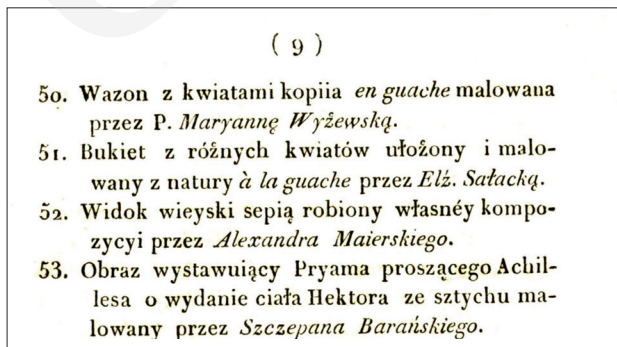 ( 9 )
50. Wazon z kwiatami kopiia en guache malowana
przez P. Maryannę Wyżewską.
51. Bukiet z różnych kwiatów ułożony i malo-
wany z natury à la guache przez Elż. Sałacką.
52. Widok wieyski sepią robiony własnéy kompo-
zycyi przez Alexandra Maierskiego.
53. Obraz wystawuiący Pryama proszącego Achil-
lesa o wydanie ciała Hektora ze sztychu ma-
lowany przez Szczepana Barańskiego.